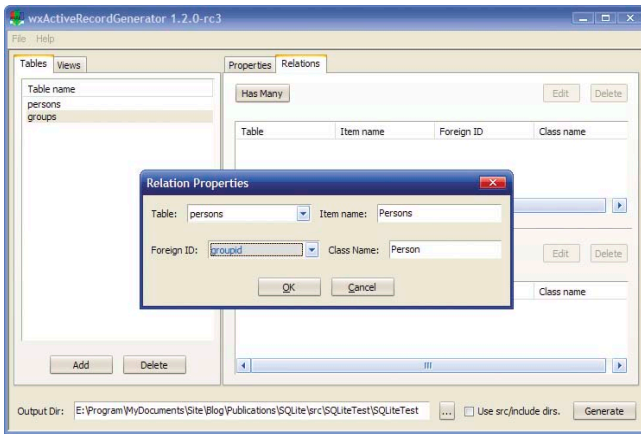 wxActiveRecordGenerator 1.2.0-rc3
File Help
Tables Views
Properties Relations
Table name
persons
groups
Has Many
Edit Delete
Table Item name Foreign ID Class name
Relation Properties
Table: persons Item name: Persons
Foreign ID: groupid Class Name: Person
OK Cancel
Edit Delete
Class name
Add Delete
Output Dir: E:\Program\MyDocuments\Site\Blog\Publications\SQLite\src\SQLiteTest\SQLiteTest ... Use src/include dirs. Generate